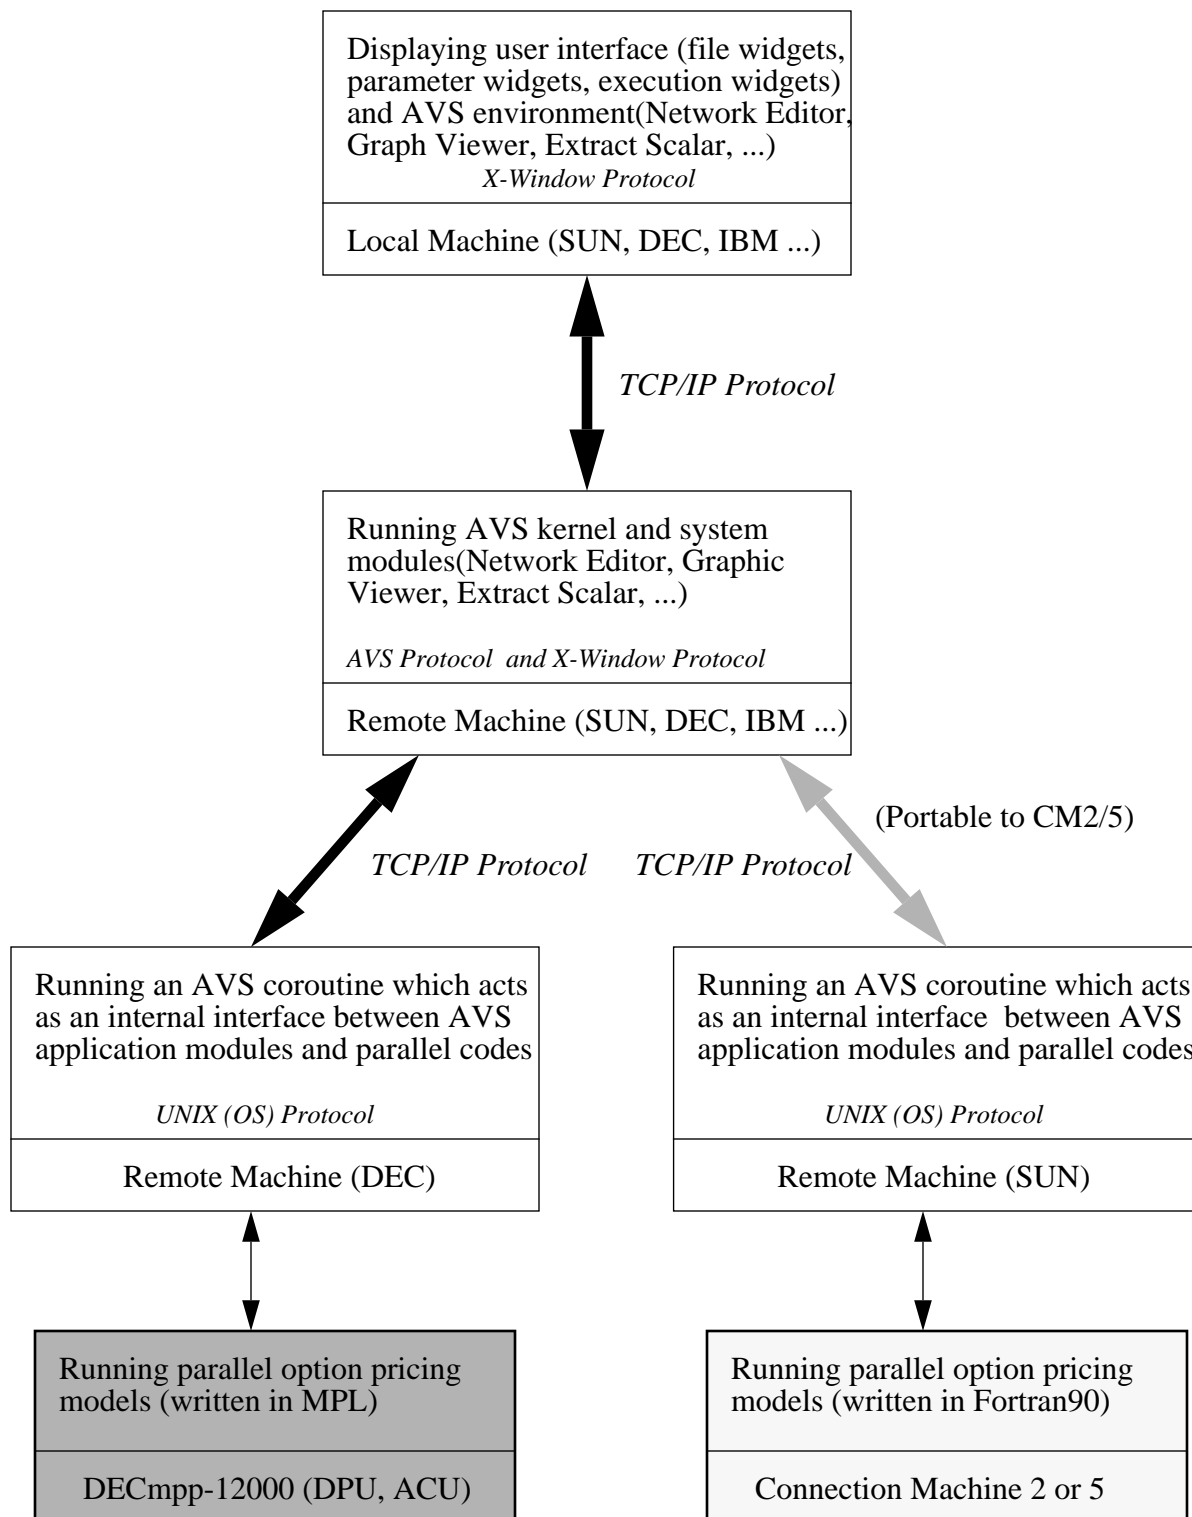 Displaying user interface (file widgets,
parameter widgets, execution widgets)
and AVS environment(Network Editor,
Graph Viewer, Extract Scalar, ...)
X-Window Protocol
Local Machine (SUN, DEC, IBM ...)
TCP/IP Protocol
Running AVS kernel and system
modules(Network Editor, Graphic
Viewer, Extract Scalar, ...)
AVS Protocol  and X-Window Protocol
Remote Machine (SUN, DEC, IBM ...)
(Portable to CM2/5)
TCP/IP Protocol
TCP/IP Protocol
Running an AVS coroutine which acts
as an internal interface between AVS
application modules and parallel codes
UNIX (OS) Protocol
Remote Machine (DEC)
Running an AVS coroutine which acts
as an internal interface  between AVS
application modules and parallel codes
UNIX (OS) Protocol
Remote Machine (SUN)
Running parallel option pricing
models (written in MPL)
DECmpp-12000 (DPU, ACU)
Running parallel option pricing
models (written in Fortran90)
Connection Machine 2 or 5